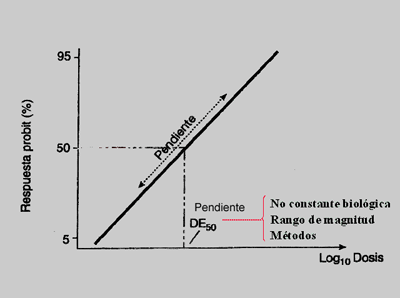 95
Respuesta probit (%)
Pendiente
50
Pendiente
No constante biológica
DE50
Rango de magnitud
Métodos
5
Log10 Dosis